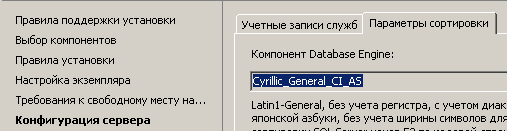 Правила поддержки установки
Выбор компонентов
Правила установки
Настройка экземпляра
Требования к свободному месту на...
Конфигурация сервера
Учетные записи служб
Параметры сортировки
Компонент Database Engine:
Cyrillic_General_CI_AS
Latin1-General, без учета регистра, с учетом диак
японской азбуки, без учета ширины символов для